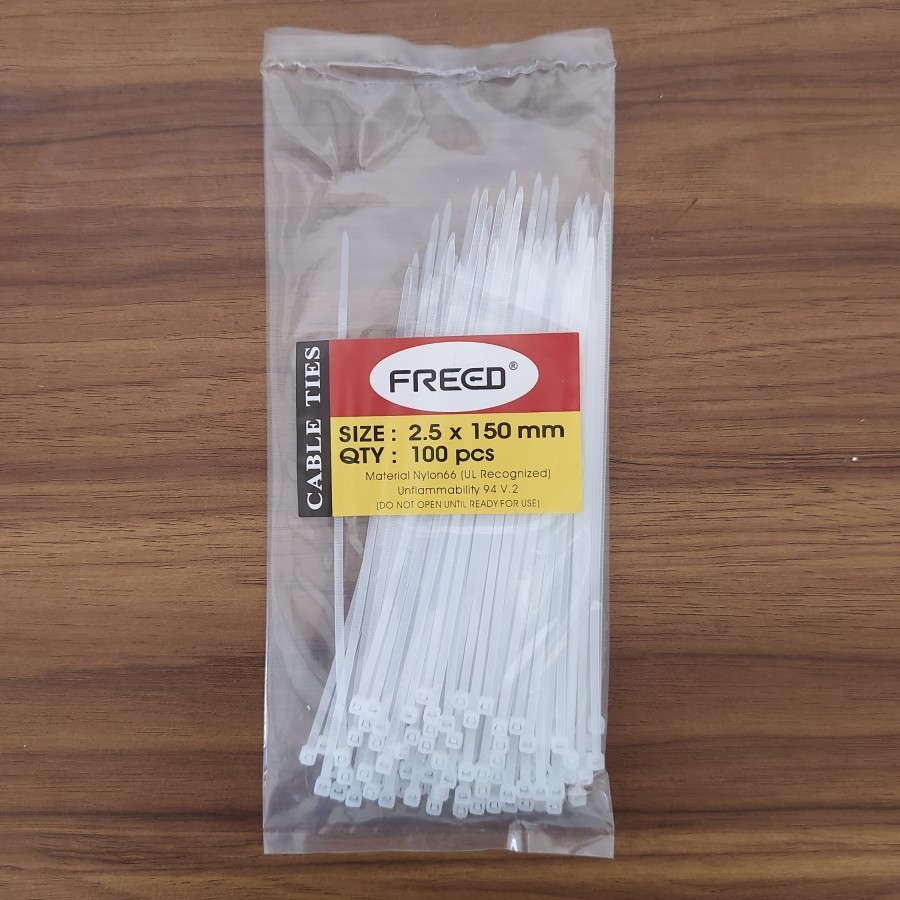 CABLE TIES
FREED®
SIZE : 2.5 x 150 mm
QTY : 100 pcs
Material Nylon66 (UL Recognized)
Unflammability 94 V.2
(DO NOT OPEN UNTIL READY FOR USE)